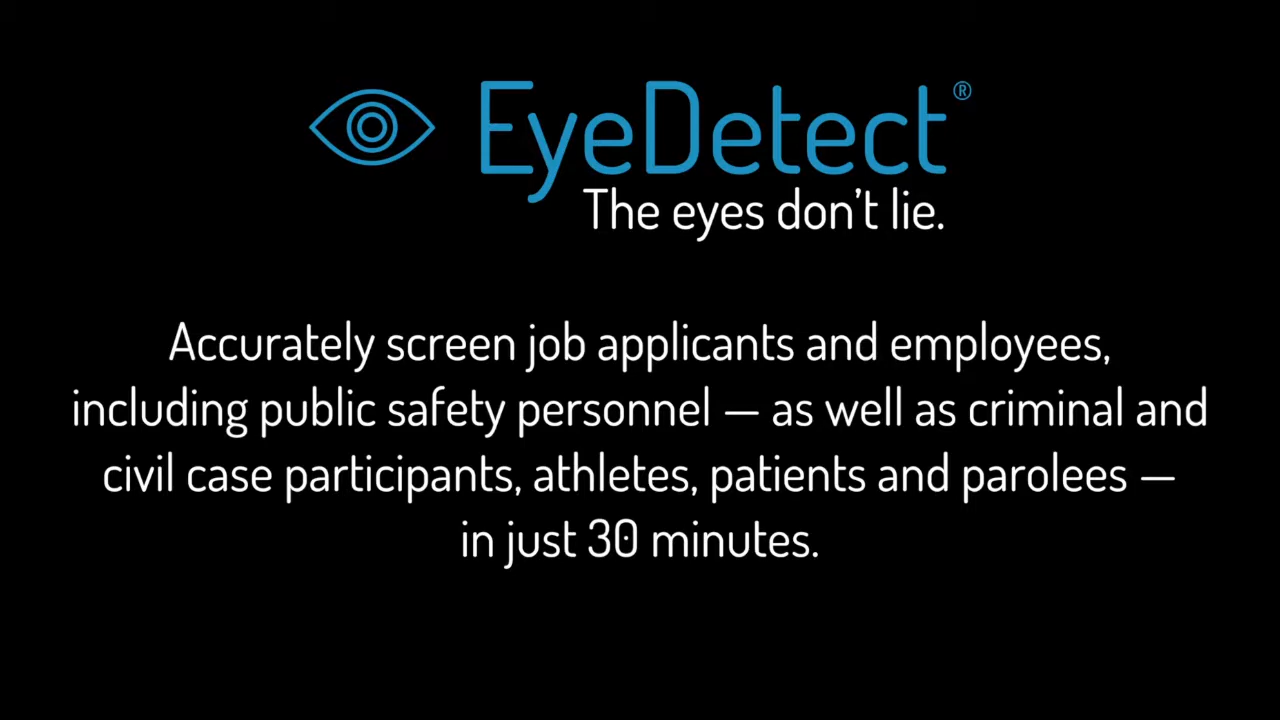 EyeDetect®
The eyes don't lie.
Accurately screen job applicants and employees,
including public safety personnel — as well as criminal and
civil case participants, athletes, patients and parolees —
in just 30 minutes.